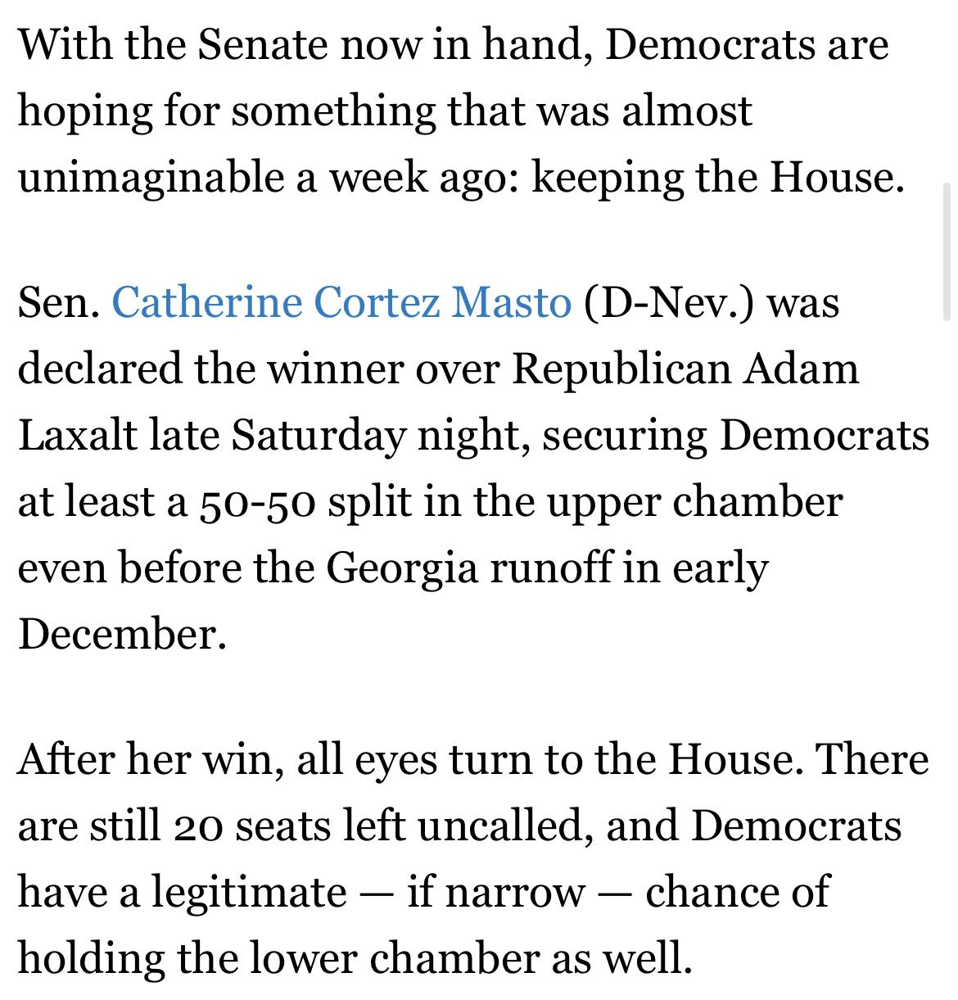 With the Senate now in hand, Democrats are
hoping for something that was almost
unimaginable a week ago: keeping the House.
Sen. Catherine Cortez Masto (D-Nev.) was
declared the winner over Republican Adam
Laxalt late Saturday night, securing Democrats
at least a 50-50 split in the upper chamber
even before the Georgia runoff in early
December.
After her win, all eyes turn to the House. There
are still 20 seats left uncalled, and Democrats
have a legitimate — if narrow — chance of
holding the lower chamber as well.